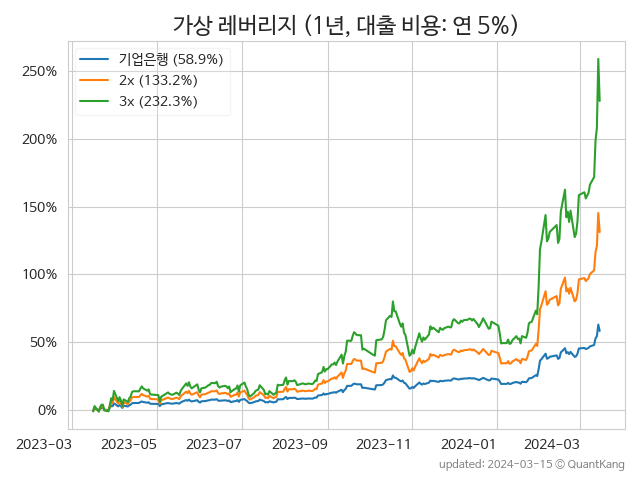 가상 레버리지 (1년, 대출 비용: 연 5%)
기업은행 (58.9%)
2x (133.2%)
3x (232.3%)
250%
200%
150%
100%
50%
0%
2023-03 2023-05 2023-07 2023-09 2023-11 2024-01 2024-03
updated: 2024-03-15 ⓒ QuantKang